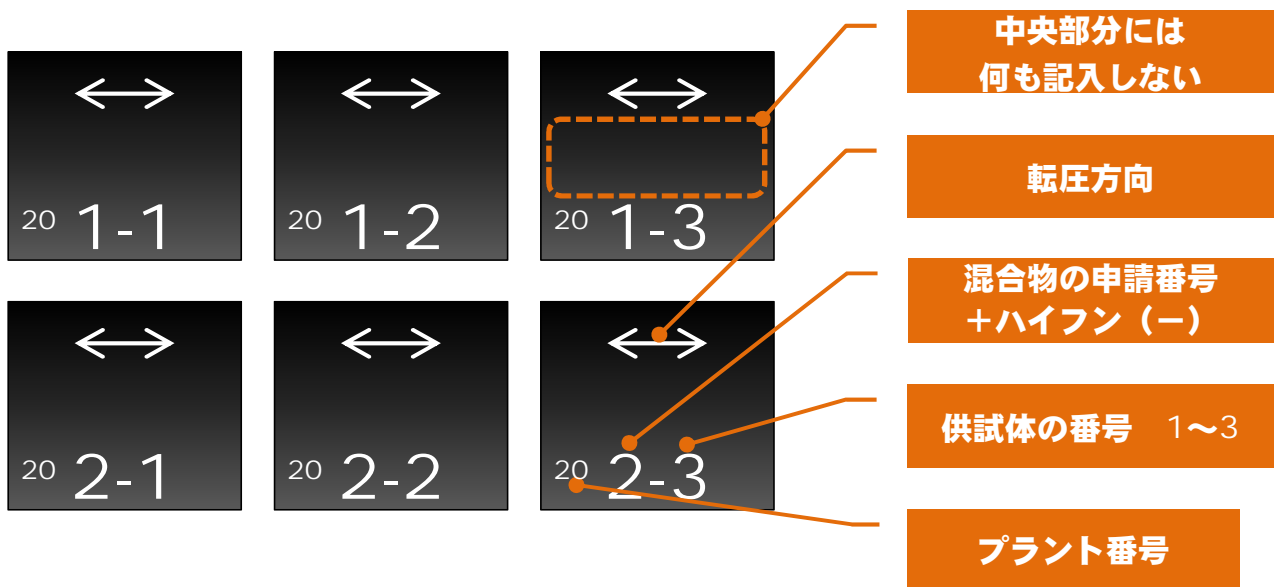 中央部分には
何も記入しない
転圧方向
混合物の申請番号
＋ハイフン（－）
供試体の番号　1～3
プラント番号
20 1-1
20 1-2
20 1-3
20 2-1
20 2-2
20 2-3